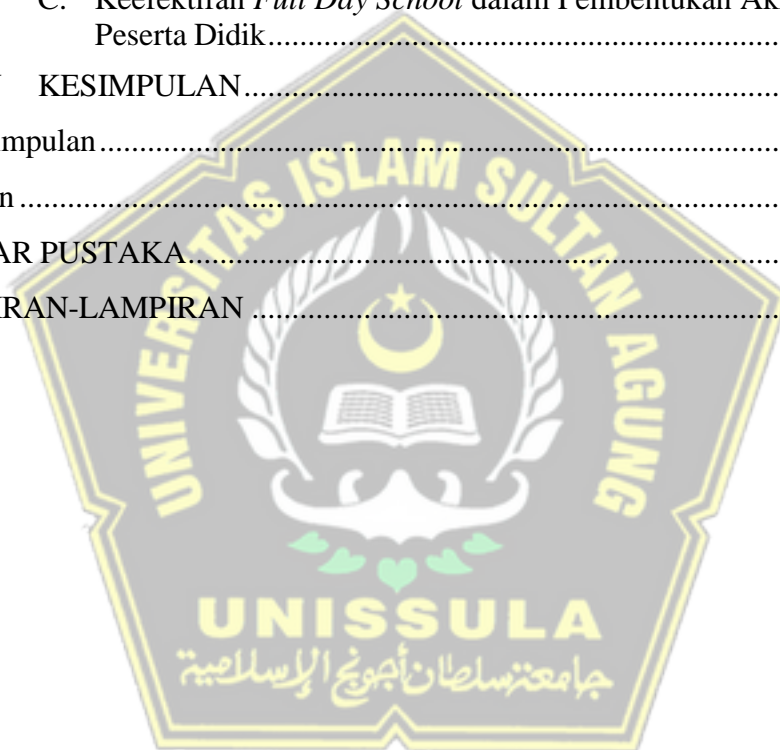 C. Keefektifan Full Day School dalam Pembentukan Ak
Peserta Didik....................................................................................
KESIMPULAN....................................................................................
mpulan....................................................................................
n ....................................................................................
AR PUSTAKA....................................................................................
IRAN-LAMPIRAN ....................................................................................
UNIVERSITAS ISLAM SULTAN AGUNG
UNISSULA
جامعة سلطان أجونج الإسلامية